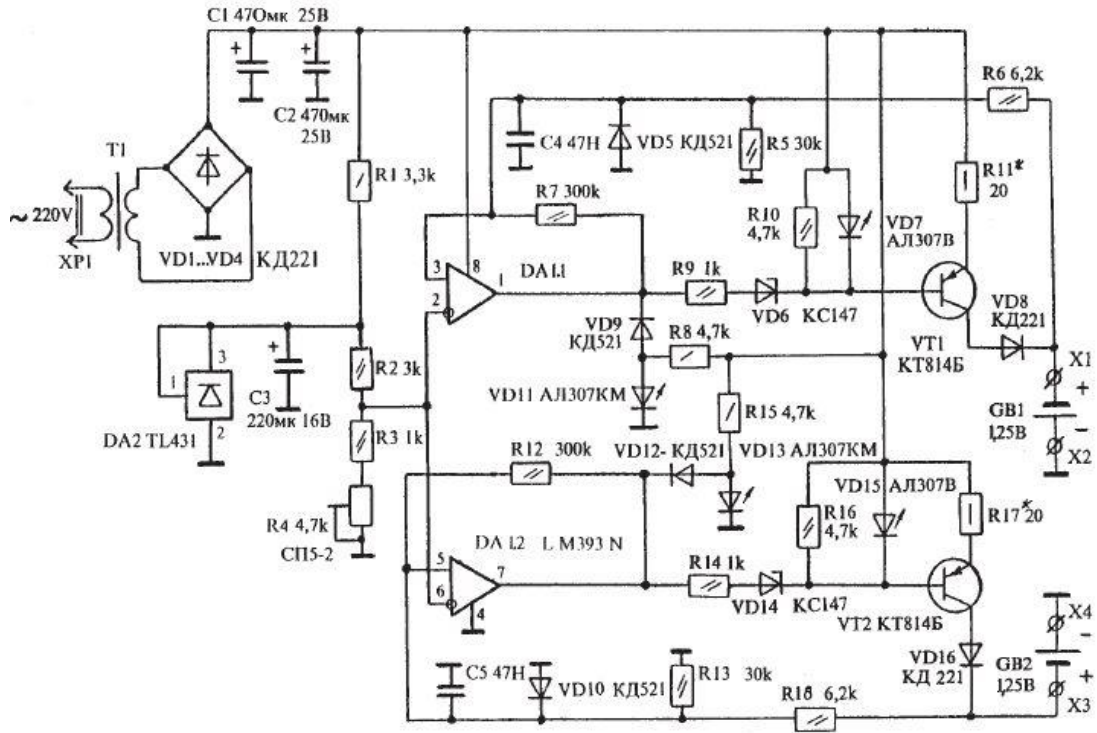 C1 470мк 25В
+
+
C2 470мк
25В
T1
~ 220V
XP1
VD1...VD4 КД221
R1 3,3k
C4 47Н
VD5 КД521
R5 30k
R6 6,2k
R7 300k
R11*
20
R10
4,7k
VD7
АЛ307В
3
2
8
1
DA1.1
R9 1k
VD6
КС147
VD8
КД221
VT1
КТ814Б
X1
+
GB1
1,25В
-
X2
VD9
КД521
R8 4,7k
1
3
2
DA2 TL431
+
C3
220мк 16В
R2 3k
R3 1k
R4 4,7k
СП5-2
VD11 АЛ307КМ
R15 4,7k
R12 300k
VD12- КД521
VD13 АЛ307КМ
VD15 АЛ307В
R16
4,7k
R17*20
DA 1.2 L M393 N
5
6
7
4
R14 1k
VD14
КС147
VT2 КТ814Б
X4
-
GB2
1,25В
+
X3
VD16
КД 221
C5 47Н
VD10 КД521
R13 30k
R18 6,2k